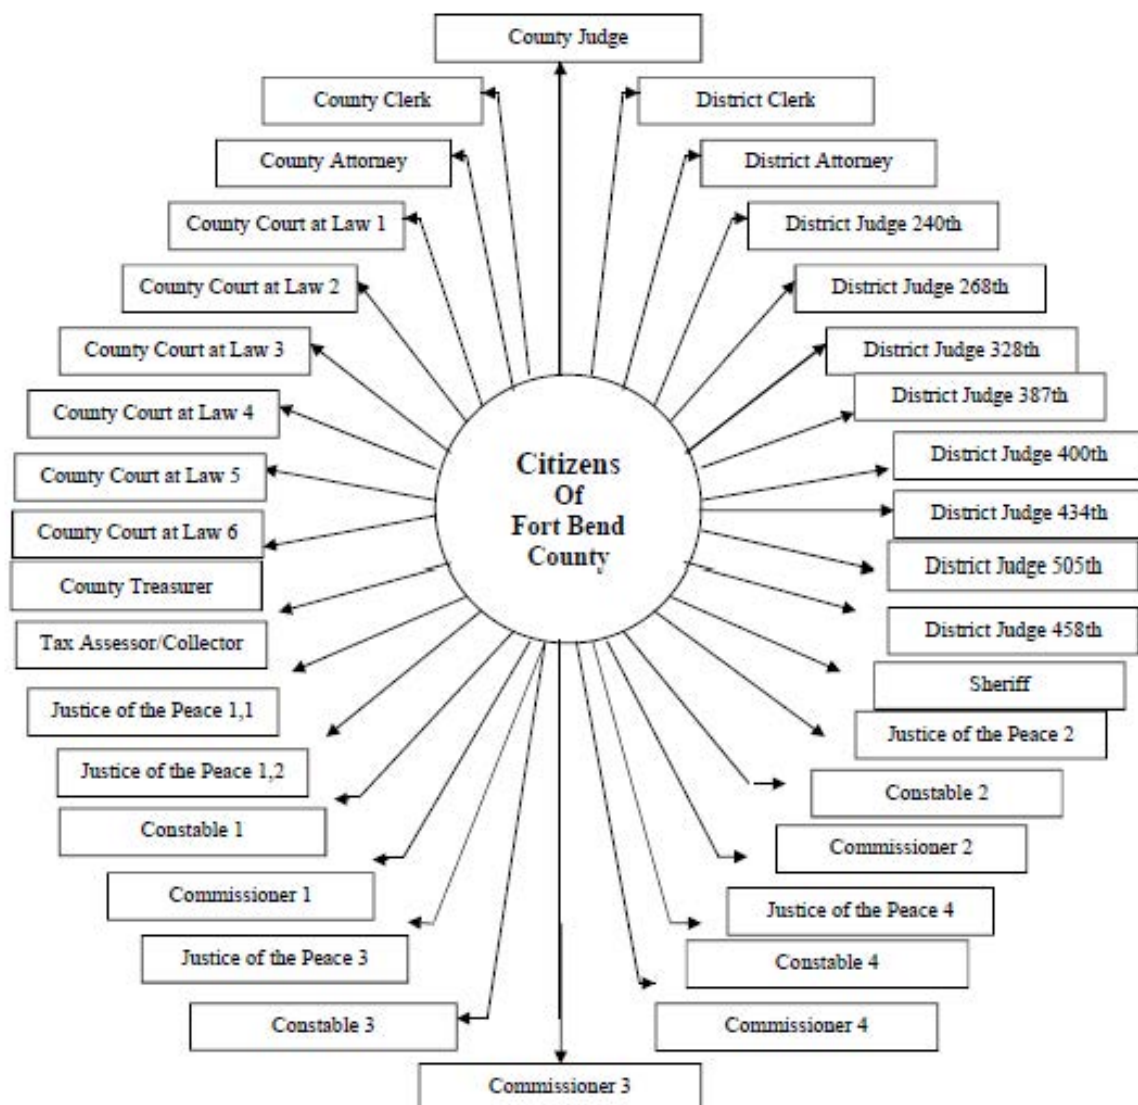 County Judge
County Clerk
District Clerk
County Attorney
District Attorney
County Court at Law 1
District Judge 240th
County Court at Law 2
District Judge 268th
County Court at Law 3
District Judge 328th
District Judge 387th
County Court at Law 4
District Judge 400th
County Court at Law 5
Citizens
Of
Fort Bend
County
District Judge 434th
County Court at Law 6
District Judge 505th
County Treasurer
District Judge 458th
Tax Assessor/Collector
Sheriff
Justice of the Peace 1,1
Justice of the Peace 2
Justice of the Peace 1,2
Constable 2
Constable 1
Commissioner 2
Commissioner 1
Justice of the Peace 4
Justice of the Peace 3
Constable 4
Constable 3
Commissioner 4
Commissioner 3